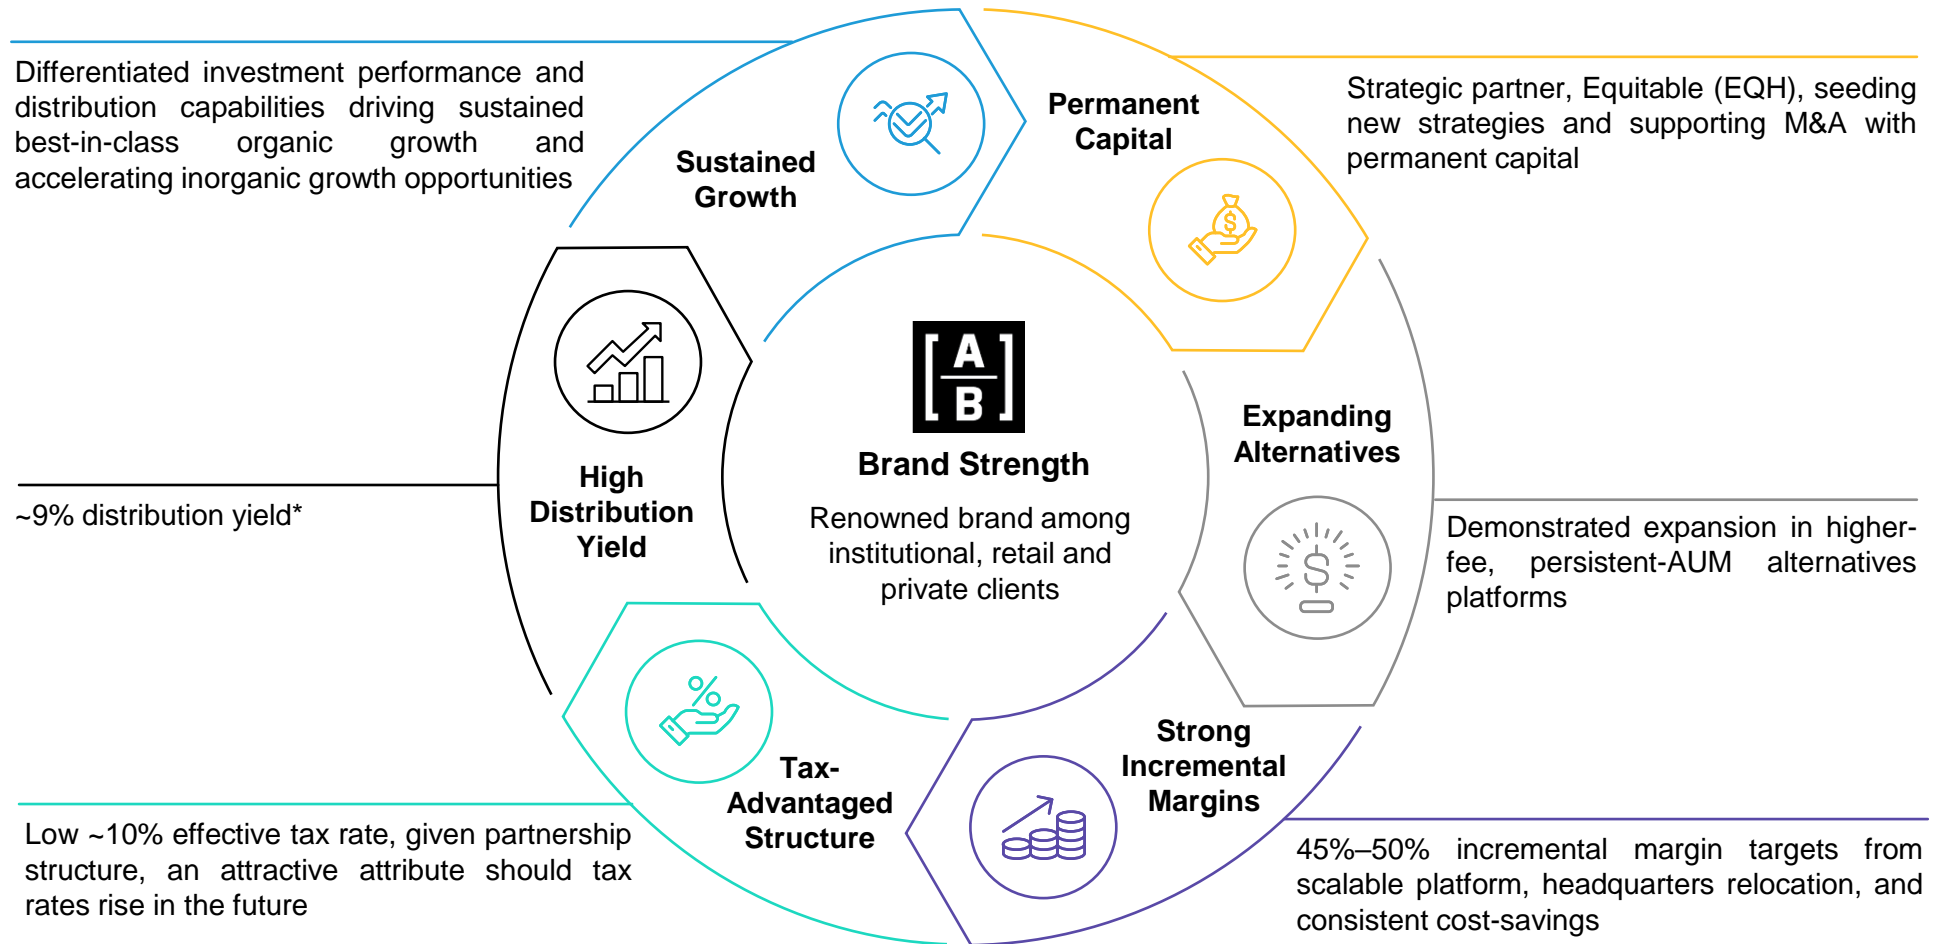 Differentiated investment performance and
distribution capabilities driving sustained
best-in-class organic growth and
accelerating inorganic growth opportunities
Sustained
Growth
Permanent
Capital
Strategic partner, Equitable (EQH), seeding
new strategies and supporting M&A with
permanent capital
Expanding
Alternatives
Demonstrated expansion in higher-
fee, persistent-AUM alternatives
platforms
Strong
Incremental
Margins
45%–50% incremental margin targets from
scalable platform, headquarters relocation, and
consistent cost-savings
Tax-
Advantaged
Structure
Low ~10% effective tax rate, given partnership
structure, an attractive attribute should tax
rates rise in the future
High
Distribution
Yield
~9% distribution yield*
[A
B]
Brand Strength
Renowned brand among
institutional, retail and
private clients